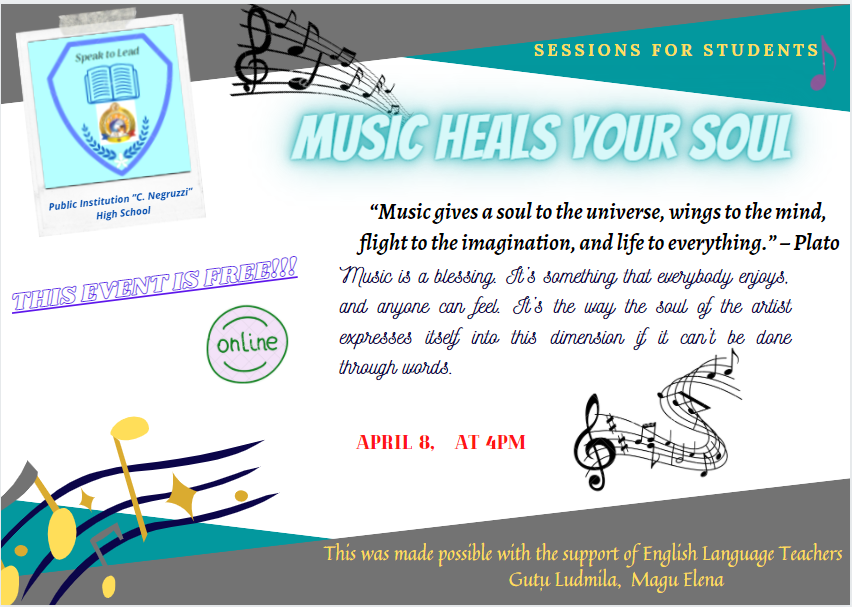 Speak to Lead
Public Institution "C. Negruzzi"
High School
SESSIONS FOR STUDENTS
MUSIC HEALS YOUR SOUL
“Music gives a soul to the universe, wings to the mind,
flight to the imagination, and life to everything.” – Plato
Music is a blessing. It's something that everybody enjoys,
and anyone can feel. It's the way the soul of the artist
expresses itself into this dimension if it can't be done
through words.
THIS EVENT IS FREE!!!
online
APRIL 8, AT 4PM
This was made possible with the support of English Language Teachers
Guțu Ludmila, Magu Elena